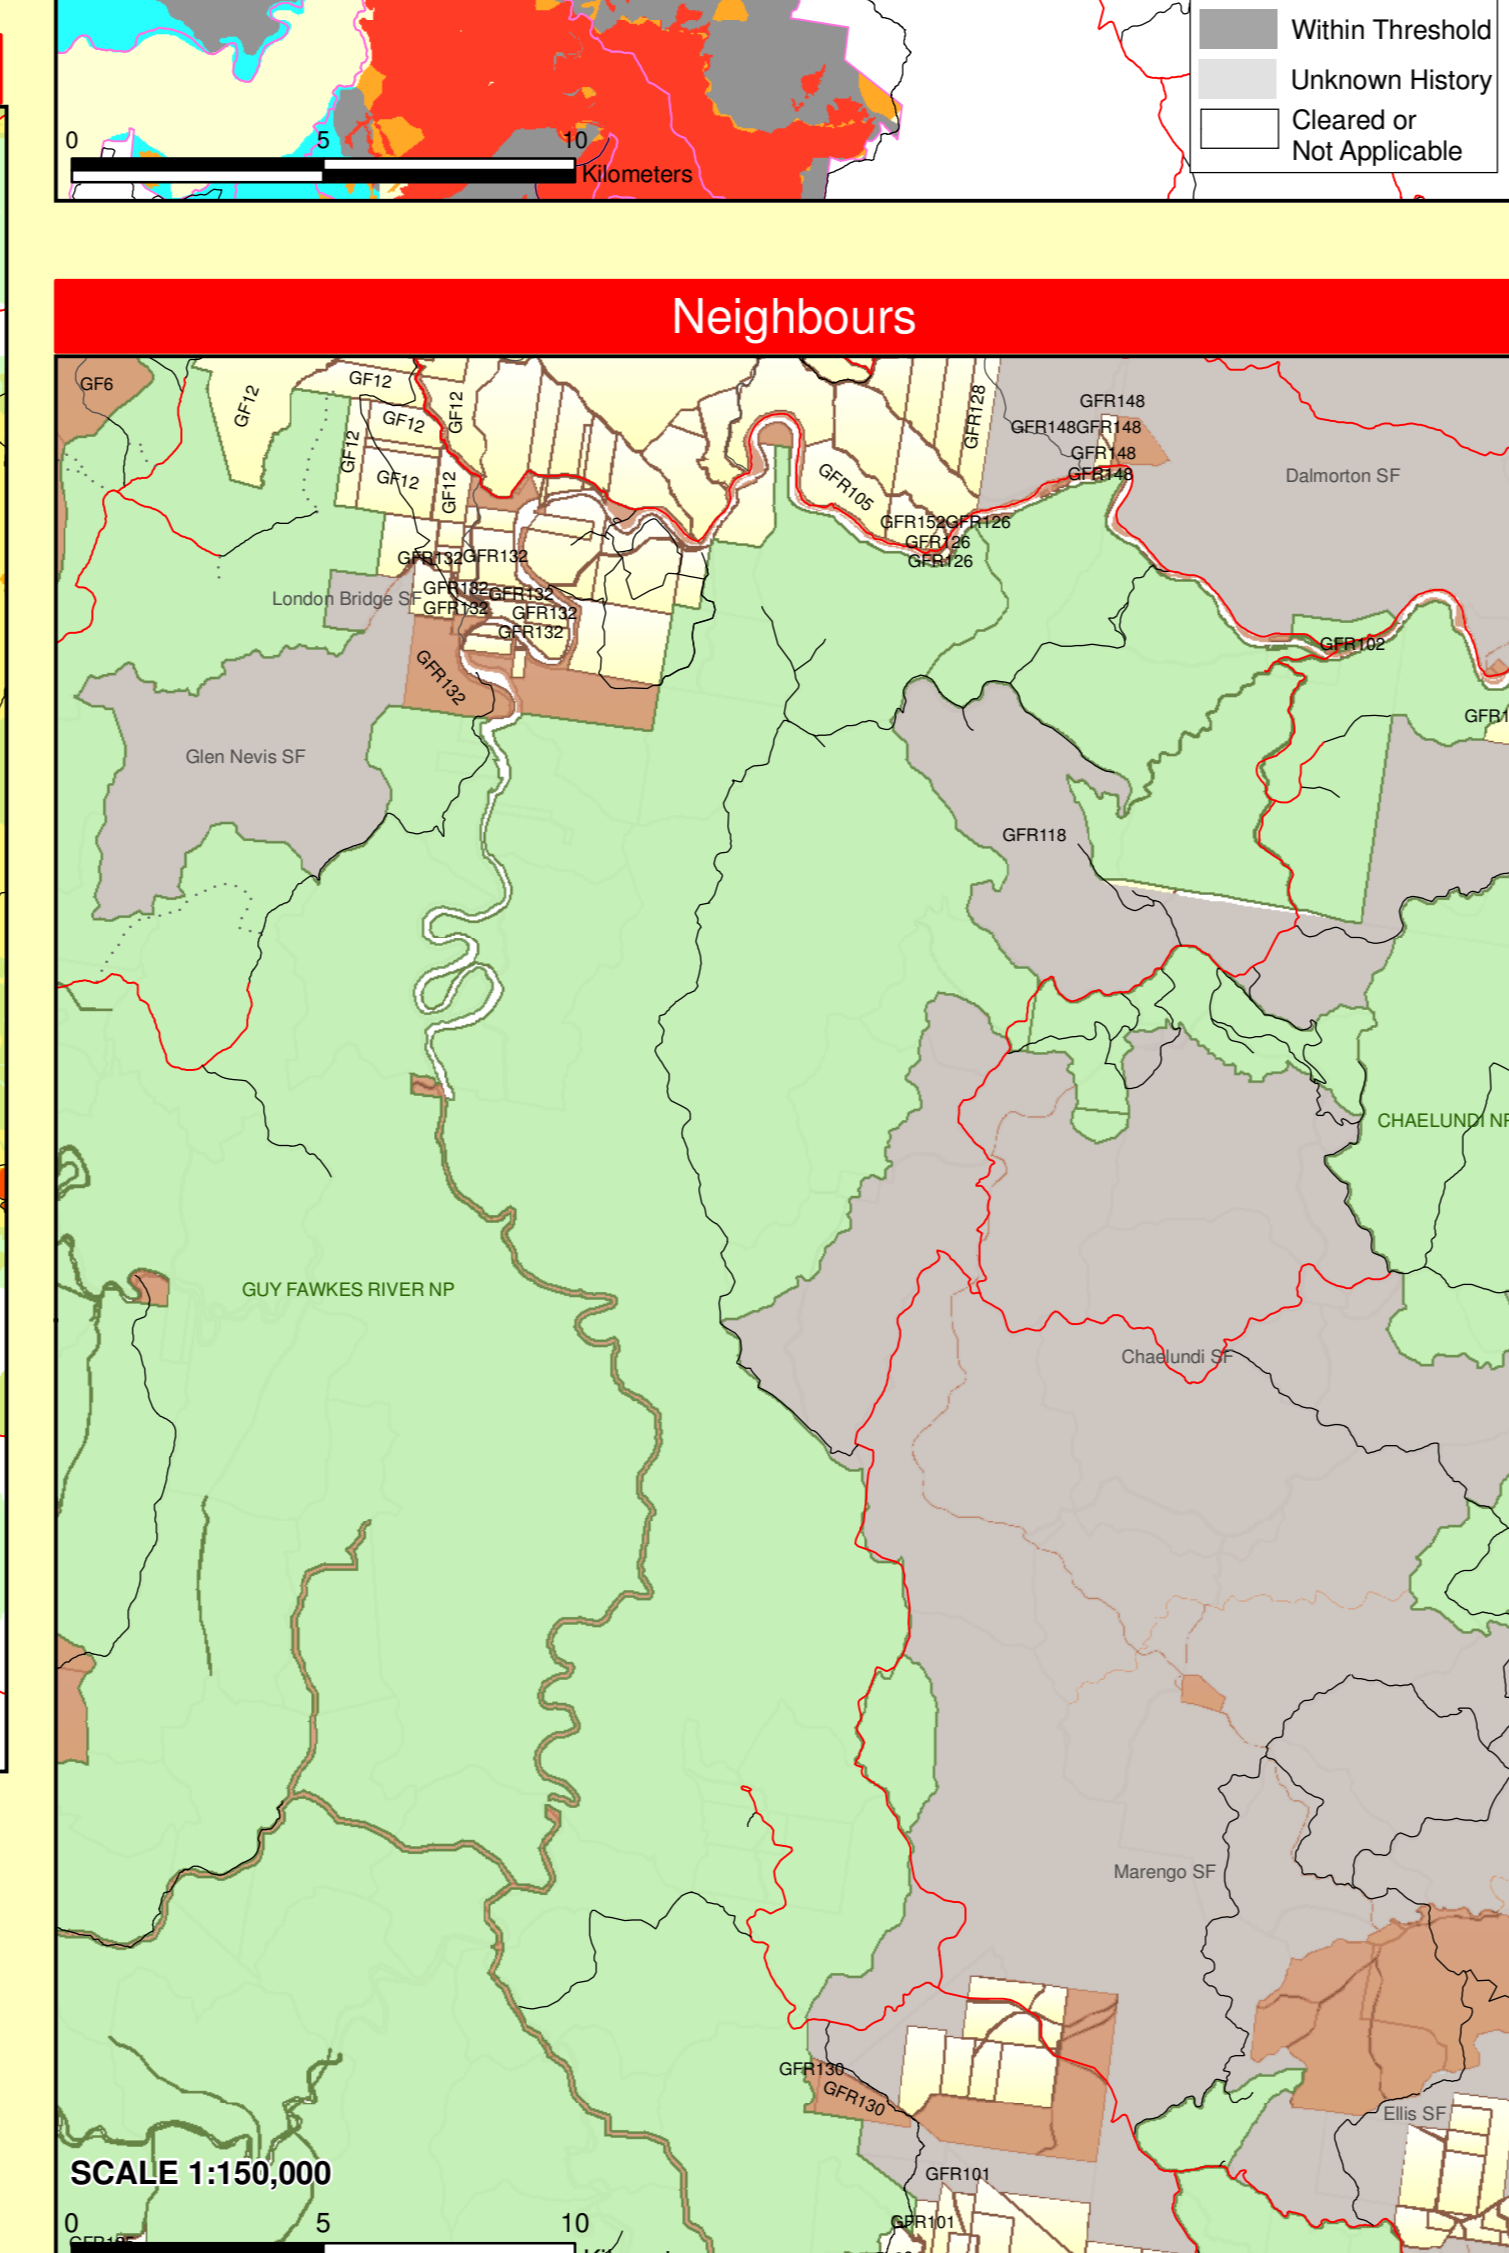 Within Threshold
Unknown History
Cleared or
Not Applicable
0 5 10
Kilometers
Neighbours
GF6
GF12
GF12
GF12
GF12
GF12
GF12
GF12
GFR128
GFR148
GFR148GFR148
GFR148
GFR148
Dalmorton SF
GFR105
GFR152GFR126
GFR126
GFR126
GFR132GFR132
GFR132GFR132
GFR132 GFR132
GFR132
London Bridge SF
GFR132
GFR102
Glen Nevis SF
GFR118
CHAELUNDI NP
GUY FAWKES RIVER NP
Chaelundi SF
Marengo SF
GFR130
GFR130
Ellis SF
SCALE 1:150,000
GFR101
GFR101
0 5 10